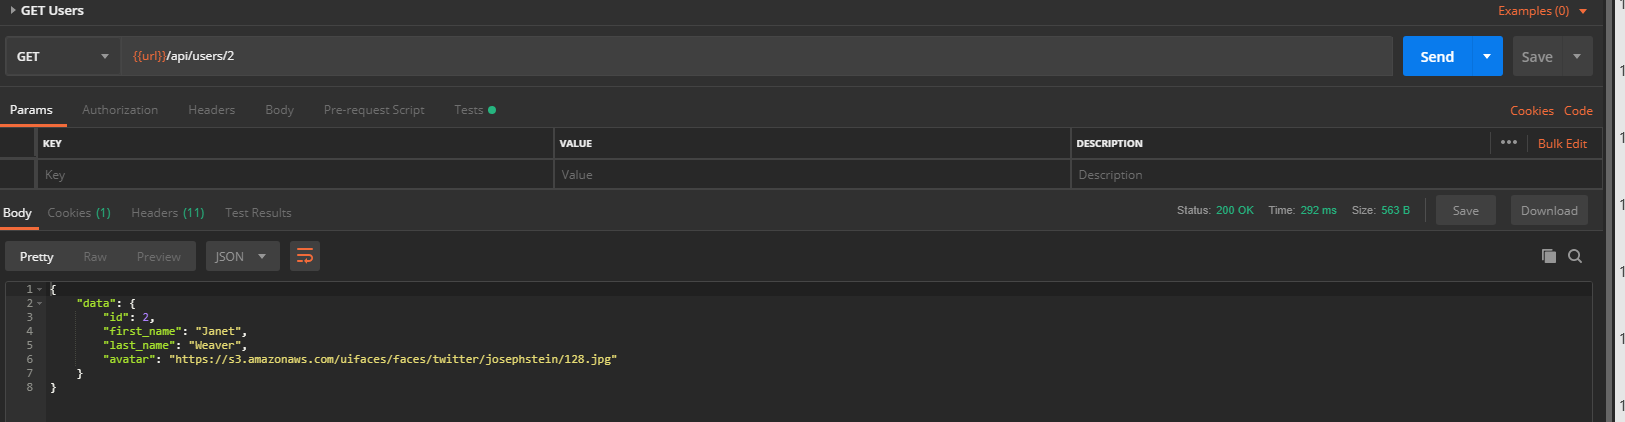 GET Users
Examples (0)
GET {{url}}/api/users/2 Send Save
Params Authorization Headers Body Pre-request Script Tests Cookies Code
KEY VALUE DESCRIPTION ••• Bulk Edit
Key Value Description
Body Cookies (1) Headers (11) Test Results Status: 200 OK Time: 292 ms Size: 563 B Save Download
Pretty Raw Preview JSON
1 {
2 "data": {
3 "id": 2,
4 "first_name": "Janet",
5 "last_name": "Weaver",
6 "avatar": "https://s3.amazonaws.com/uifaces/faces/twitter/josephstein/128.jpg"
7 }
8 }